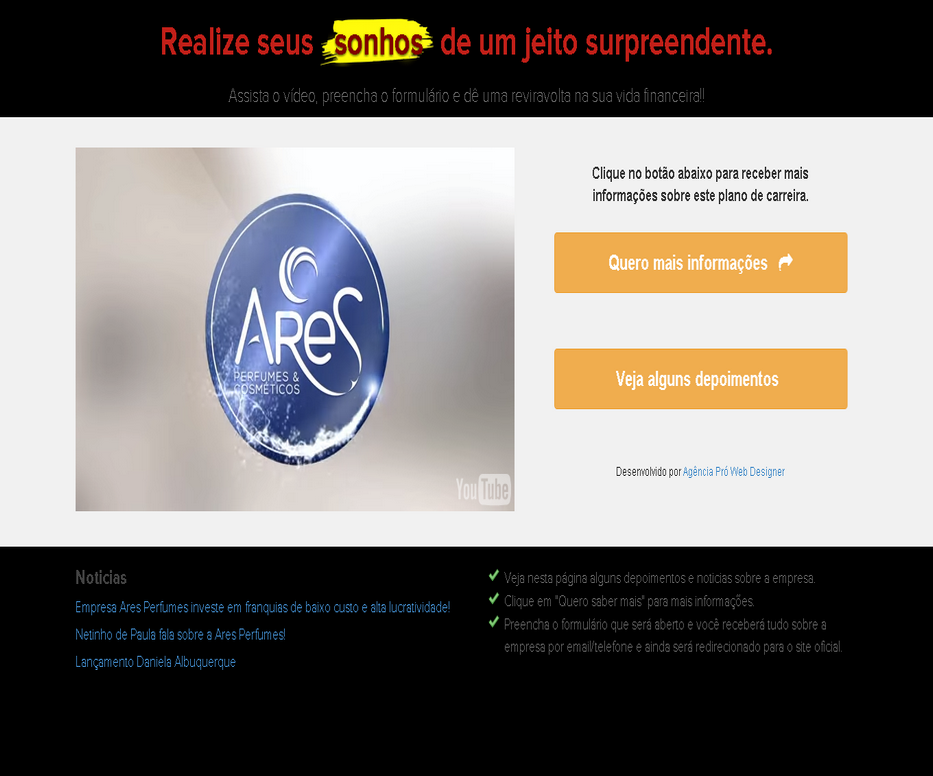 Realize seus sonhos de um jeito surpreendente.
Assista o vídeo, preencha o formulário e dê uma reviravolta na sua vida financeira!!
Clique no botão abaixo para receber mais
informações sobre este plano de carreira.
Quero mais informações
Veja alguns depoimentos
Desenvolvido por Agência Pró Web Designer
AReS
PERFUMES &
COSMÉTICOS
YouTube
Noticias
Empresa Ares Perfumes investe em franquias de baixo custo e alta lucratividade!
Netinho de Paula fala sobre a Ares Perfumes!
Lançamento Daniela Albuquerque
Veja nesta página alguns depoimentos e noticias sobre a empresa.
Clique em "Quero saber mais" para mais informações.
Preencha o formulário que será aberto e você receberá tudo sobre a
empresa por email/telefone e ainda será redirecionado para o site oficial.